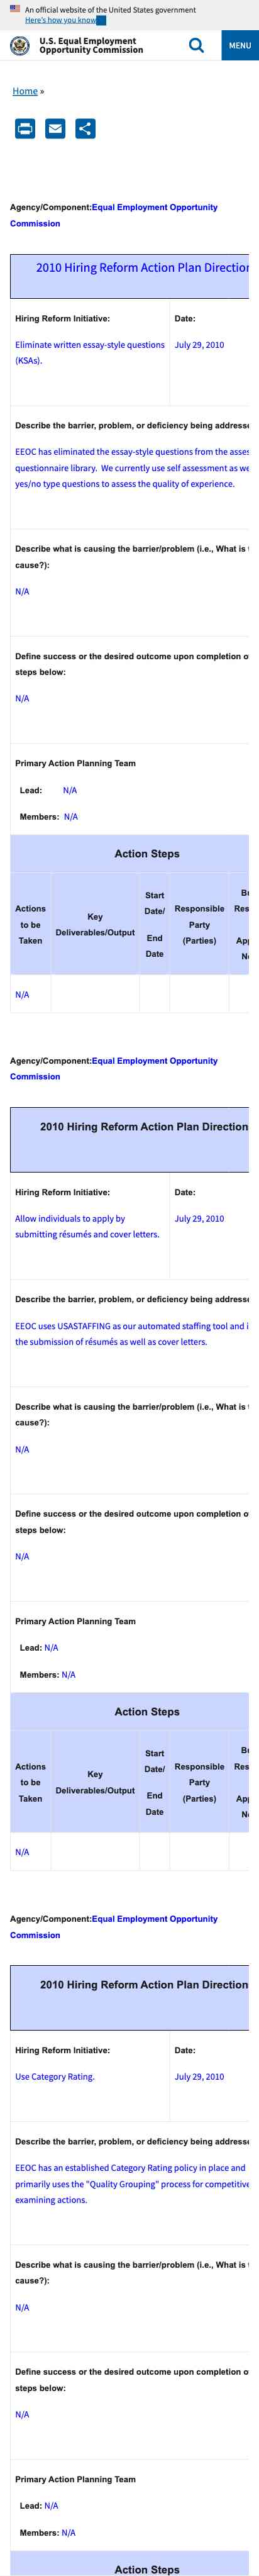 An official website of the United States government
Here's how you know
U.S. Equal Employment
Opportunity Commission
MENU
Home »
Agency/Component:Equal Employment Opportunity
Commission
2010 Hiring Reform Action Plan Direction
Hiring Reform Initiative:
Date:
Eliminate written essay-style questions
July 29, 2010
(KSAs).
Describe the barrier, problem, or deficiency being
EEOC has eliminated the essay-style questions from the
questionnaire library.  We currently use self assessment as
yes/no type questions to assess the quality of experience.
Describe what is causing the barrier/problem (i.e., What is
cause?):
N/A
Define success or the desired outcome upon completion
steps below:
N/A
Primary Action Planning Team
Lead: N/A
Members: N/A
Action Steps
Actions
to be
Taken
Key
Deliverables/Output
Start
Date/
End
Date
Responsible
Party
(Parties)
N/A
Agency/Component:Equal Employment Opportunity
Commission
2010 Hiring Reform Action Plan Direction
Hiring Reform Initiative:
Date:
Allow individuals to apply by
July 29, 2010
submitting résumés and cover letters.
Describe the barrier, problem, or deficiency being
EEOC uses USASTAFFING as our automated staffing tool and
the submission of résumés as well as cover letters.
Describe what is causing the barrier/problem (i.e., What is
cause?):
N/A
Define success or the desired outcome upon completion
steps below:
N/A
Primary Action Planning Team
Lead: N/A
Members: N/A
Action Steps
Actions
to be
Taken
Key
Deliverables/Output
Start
Date/
End
Date
Responsible
Party
(Parties)
N/A
Agency/Component:Equal Employment Opportunity
Commission
2010 Hiring Reform Action Plan Direction
Hiring Reform Initiative:
Date:
Use Category Rating.
July 29, 2010
Describe the barrier, problem, or deficiency being
EEOC has an established Category Rating policy in place and
primarily uses the "Quality Grouping" process for competitive
examining actions.
Describe what is causing the barrier/problem (i.e., What is
cause?):
N/A
Define success or the desired outcome upon completion
steps below:
N/A
Primary Action Planning Team
Lead: N/A
Members: N/A
Action Steps